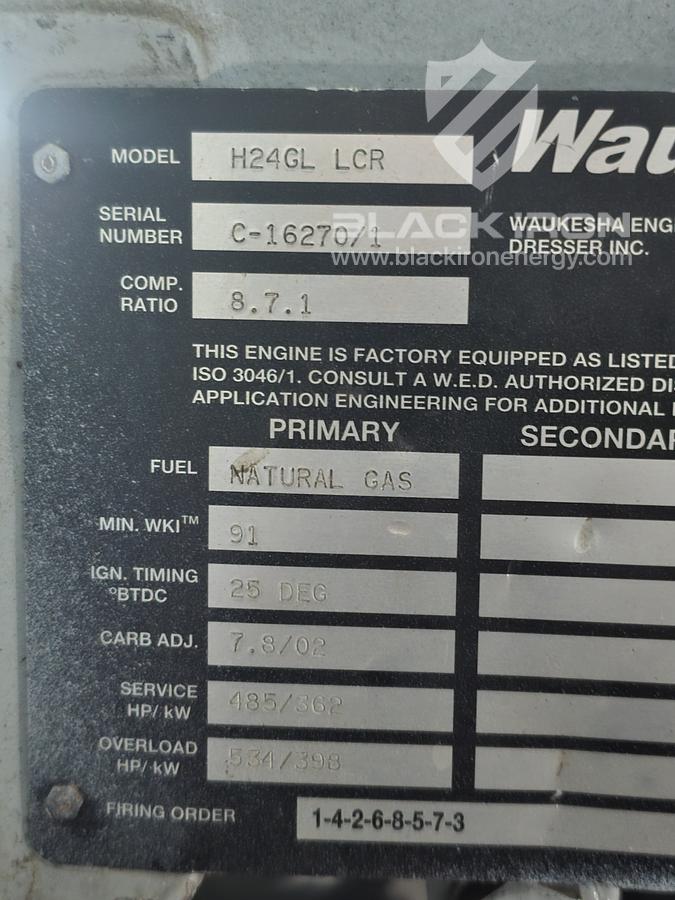 Wau
MODEL H24GL LCR
SERIAL NUMBER C-16270/1
BLACK IRON
WAUKESHA ENGI
DRESSER INC.
www.blackironenergy.com
COMP. RATIO 8.7.1
THIS ENGINE IS FACTORY EQUIPPED AS LISTED
ISO 3046/1. CONSULT A W.E.D. AUTHORIZED DI
APPLICATION ENGINEERING FOR ADDITIONAL
PRIMARY SECONDAR
FUEL NATURAL GAS
MIN. WKI™ 91
IGN. TIMING °BTDC 25 DEG
CARB ADJ. 7.8/02
SERVICE HP/ kW 485/362
OVERLOAD HP/ kW 534/398
FIRING ORDER 1-4-2-6-8-5-7-3